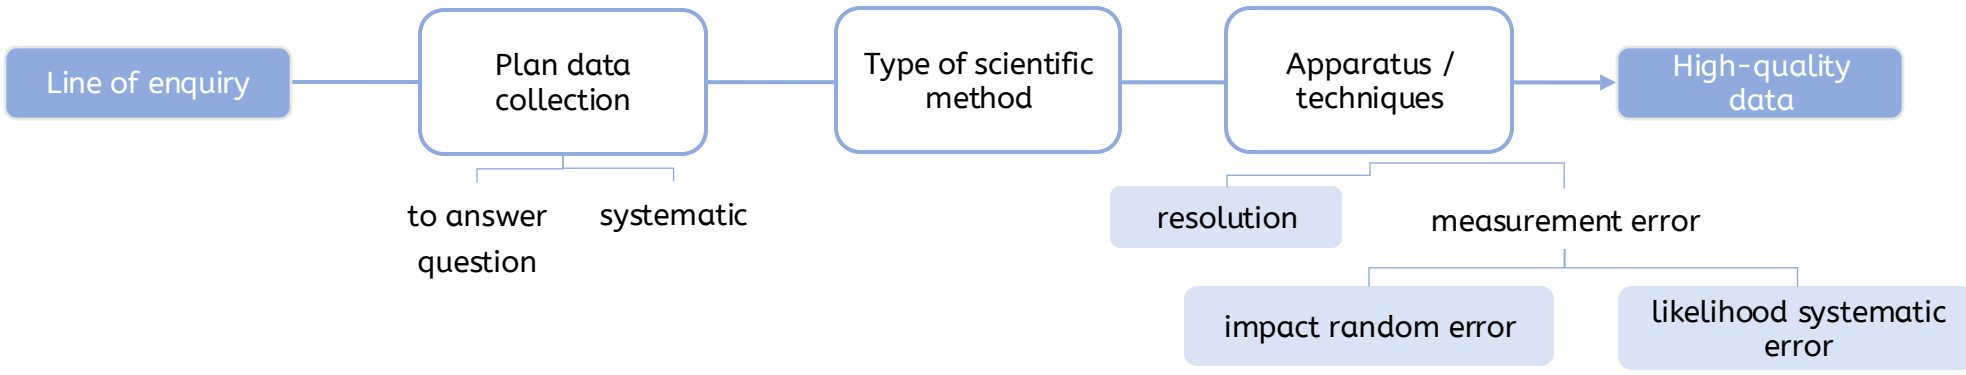 Line of enquiry
Plan data
collection
Type of scientific
method
Apparatus /
techniques
High-quality
data
to answer
question
systematic
resolution
measurement error
impact random error
likelihood systematic
error